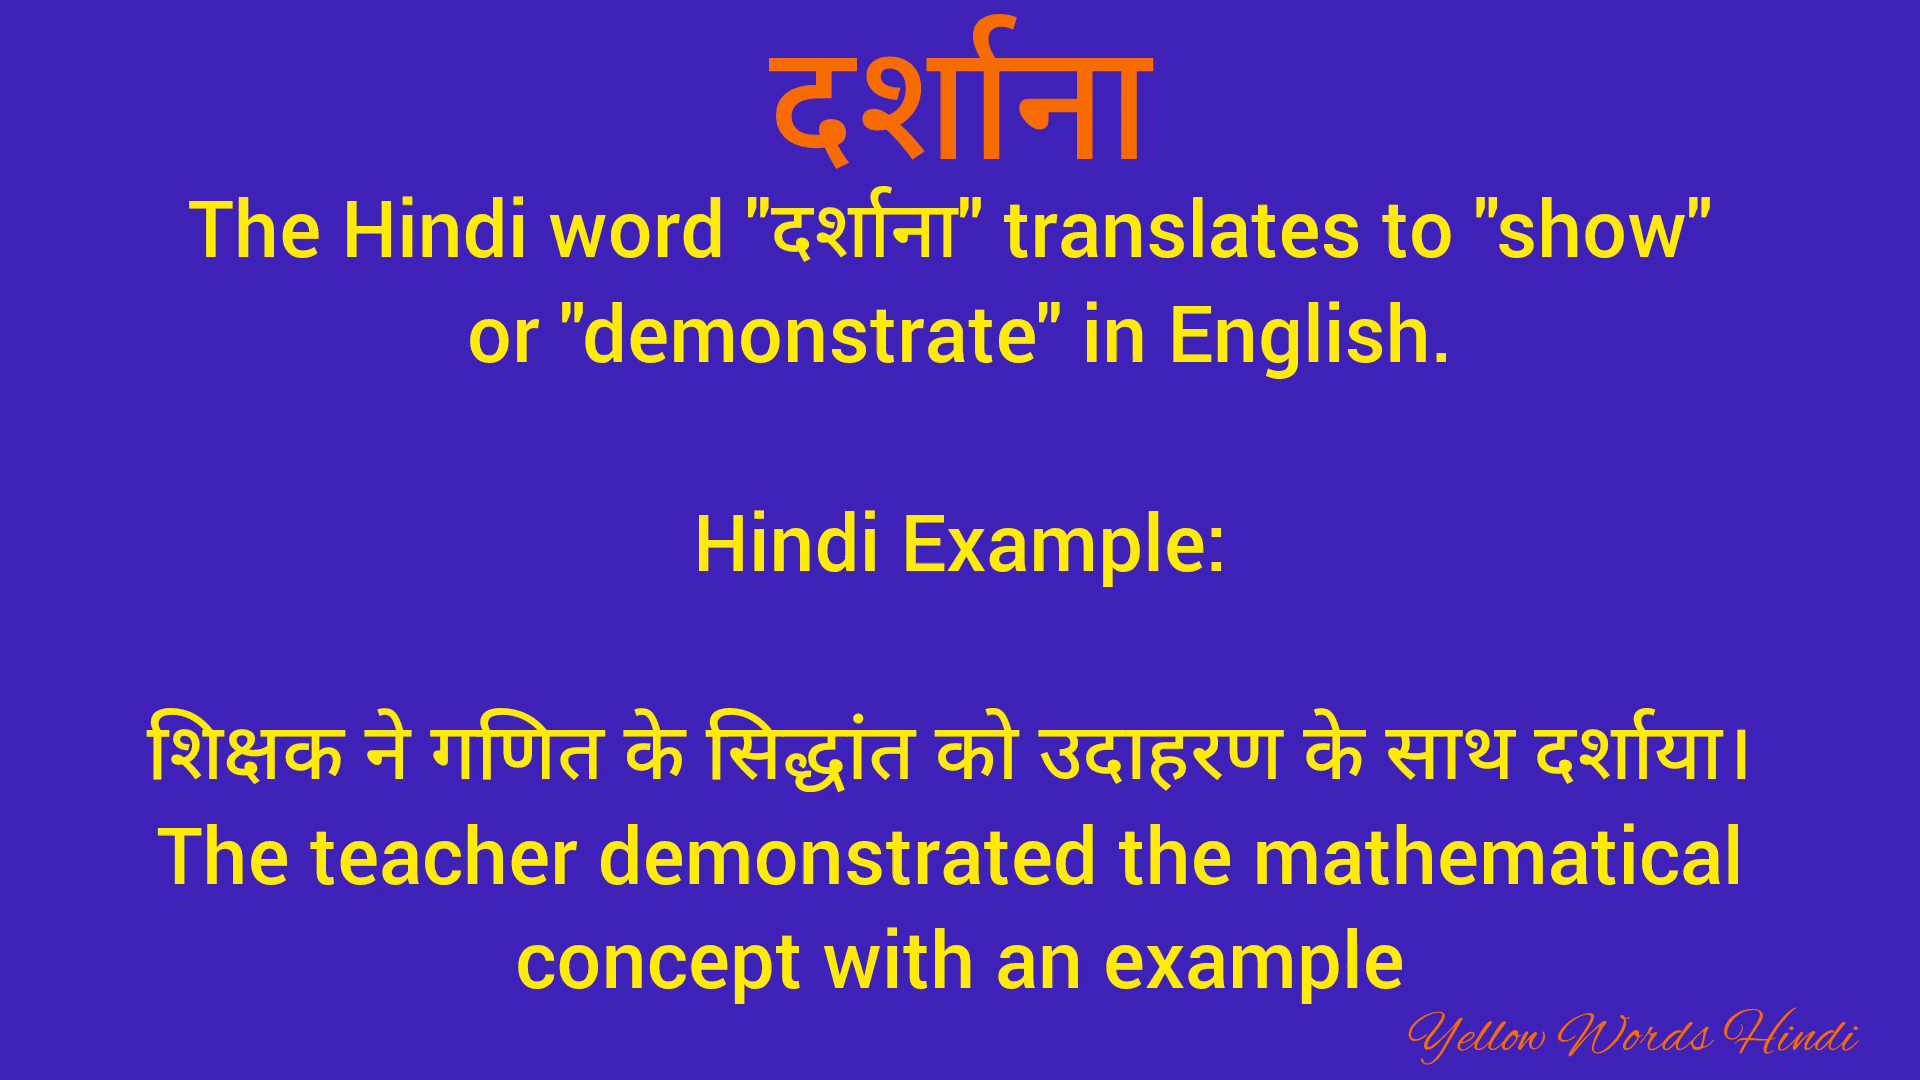 दर्शाना
The Hindi word "दर्शाना" translates to "show"
or "demonstrate" in English.
Hindi Example:
शिक्षक ने गणित के सिद्धांत को उदाहरण के साथ दर्शाया।
The teacher demonstrated the mathematical
concept with an example
Yellow Words Hindi